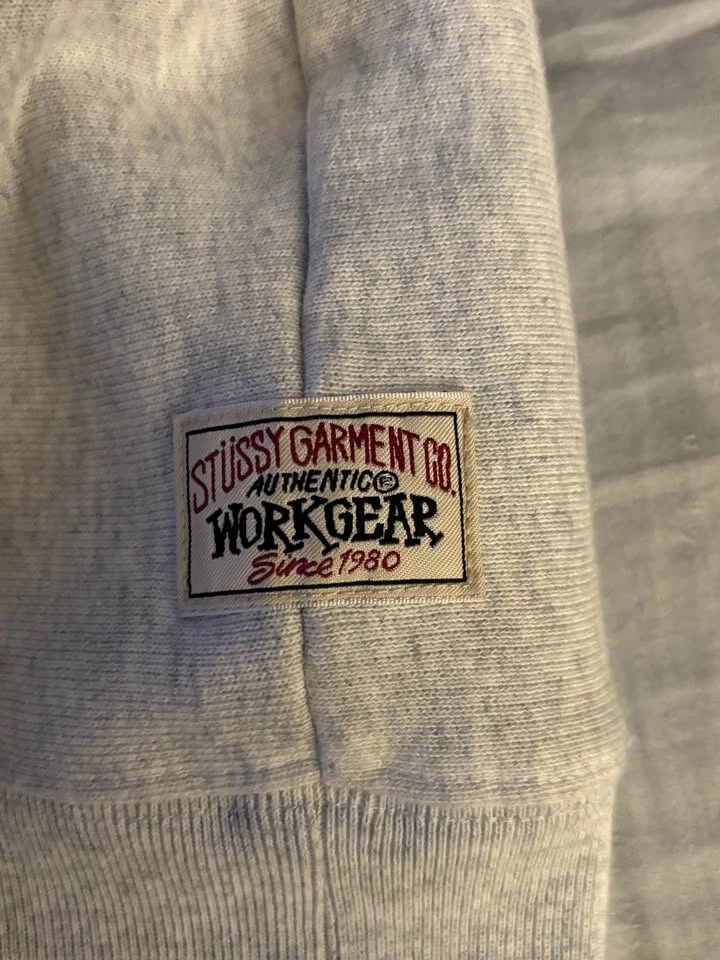 STÜSSY GARMENT CO.
AUTHENTIC
WORKGEAR
Since 1980